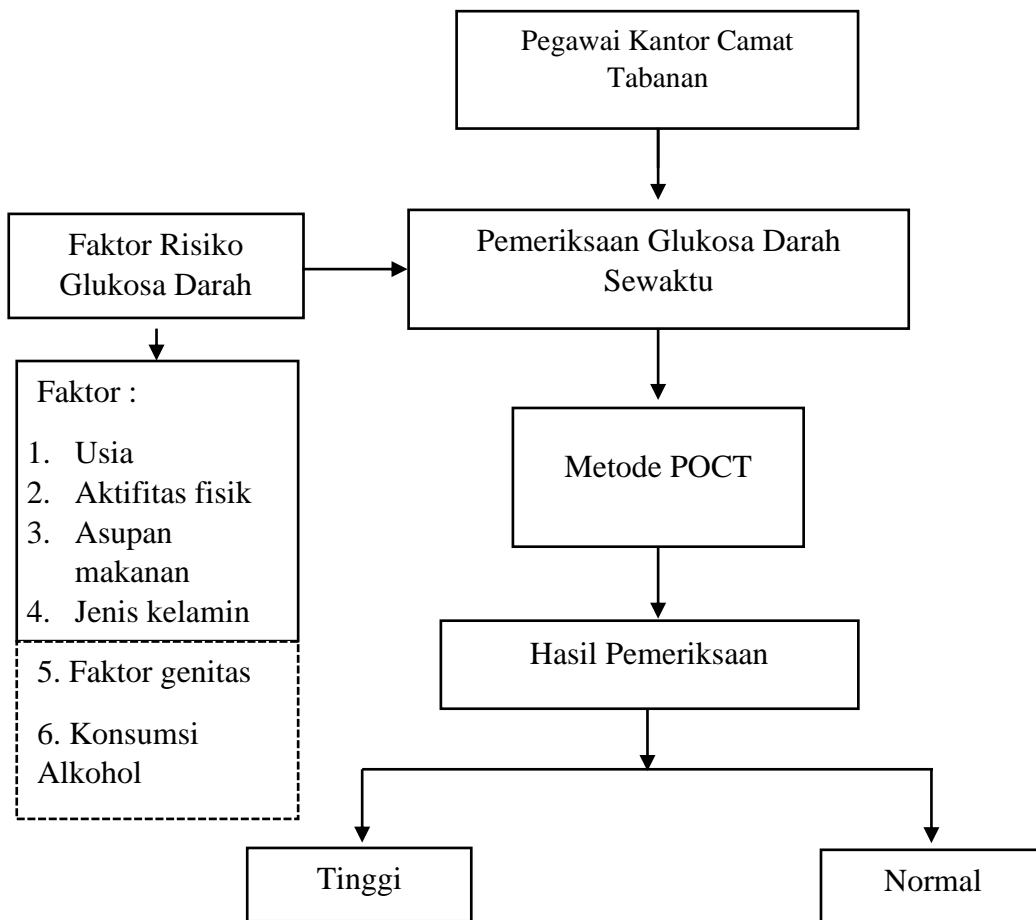 Pegawai Kantor Camat
Tabanan
Faktor Risiko
Glukosa Darah
Pemeriksaan Glukosa Darah
Sewaktu
Faktor :
1. Usia
2. Aktifitas fisik
3. Asupan
makanan
4. Jenis kelamin
5. Faktor genitas
6. Konsumsi
Alkohol
Metode POCT
Hasil Pemeriksaan
Tinggi
Normal